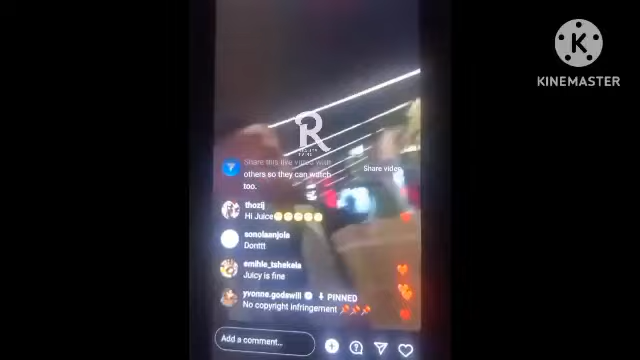 K
KINEMASTER
R
Share this live video with
others so they can watch
too.
Share video
thozij
Hi Juice😍😍😍😍😍
sonolaanjola
Donttt
emihle_tshekela
Juicy is fine
yvonne.godswill PINNED
No copyright infringement 📌📌📌
Add a comment...